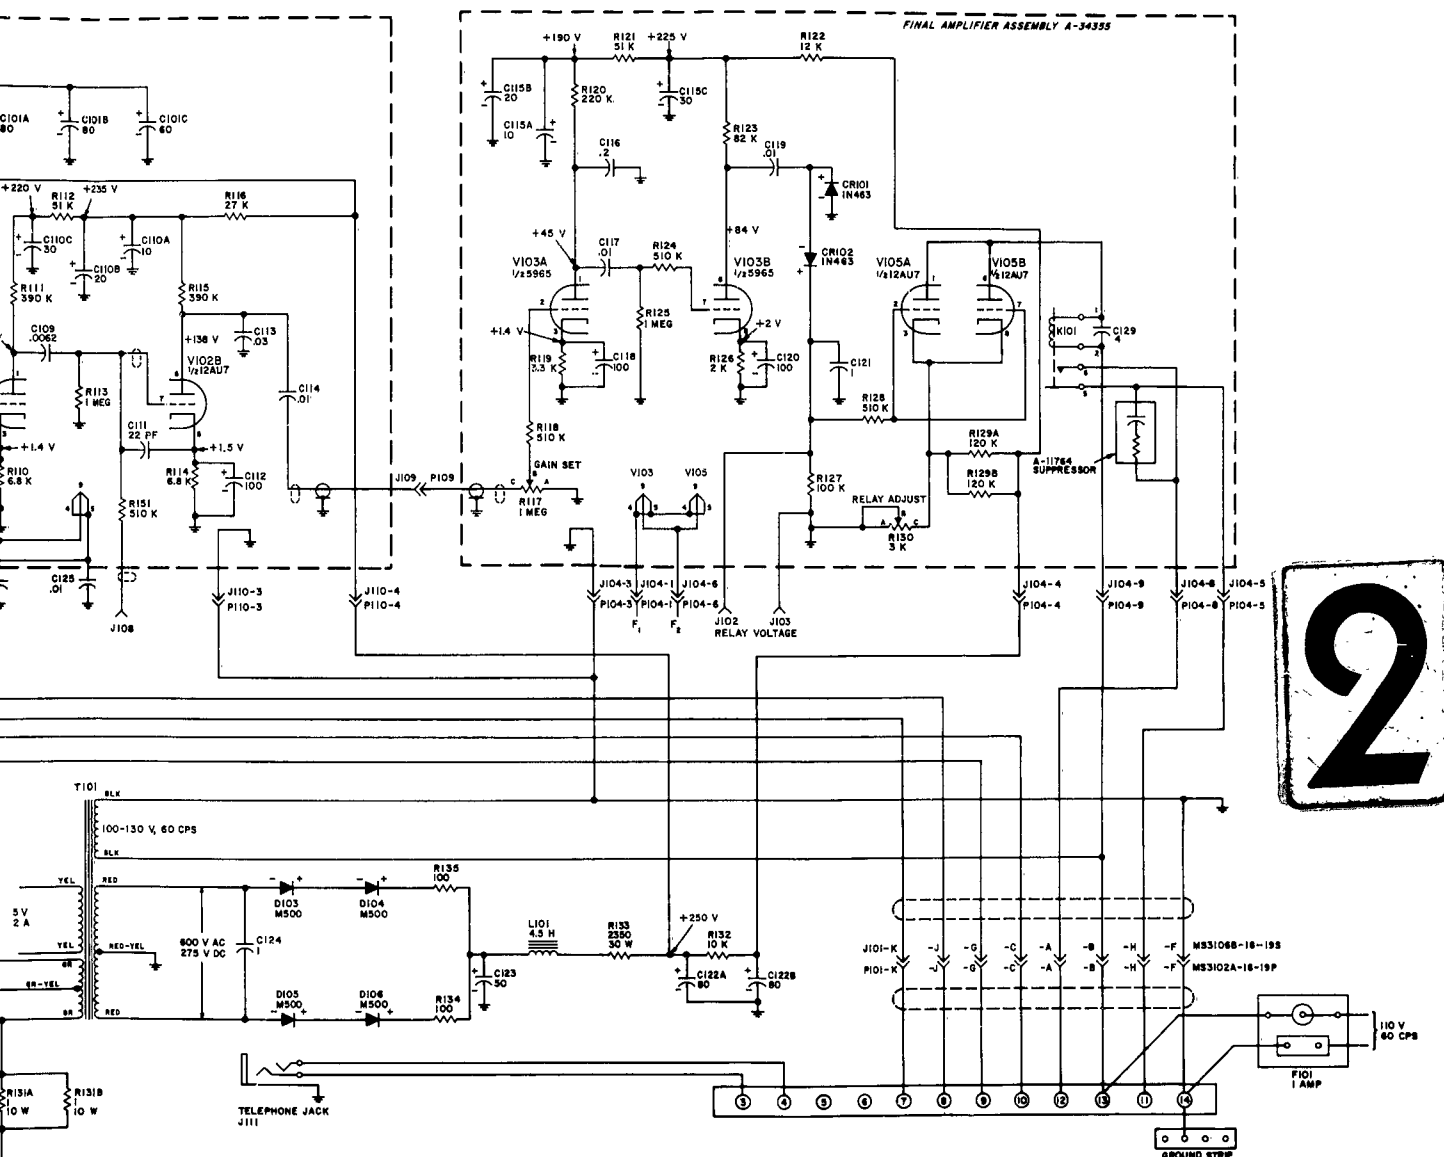 FINAL AMPLIFIER ASSEMBLY A-34355
+190 V
R121
51 K
+225 V
R122
12 K
C115B
20
R120
220 K
C115C
30
C115A
10
C101A
80
C101B
80
C101C
60
R123
82 K
C116
.2
C119
.01
CR101
1N463
+220 V
R112
51 K
+235 V
R116
27 K
C110C
30
C110A
10
C110B
20
R111
390 K
R115
390 K
+45 V
C117
.01
R124
510 K
+84 V
CR102
1N463
V103A
1/2 5965
V103B
1/2 5965
V105A
1/2 12AU7
V105B
1/2 12AU7
C109
.0062
+138 V
C113
.03
V102B
1/2 12AU7
R125
1 MEG
+1.4 V
+2 V
K101
C129
4
R119
3.3 K
C118
100
R126
2 K
C120
100
C121
1
R113
1 MEG
C114
.01
C111
22 PF
R128
510 K
R118
510 K
+1.4 V
+1.5 V
R110
6.8 K
R114
6.8 K
C112
100
R129A
120 K
R129B
120 K
A-11764
SUPPRESSOR
GAIN SET
J109
P109
C
B
A
R117
1 MEG
V103
V105
R127
100 K
R151
510 K
RELAY ADJUST
A
B
C
R130
3 K
C125
.01
J108
J110-3
P110-3
J110-4
P110-4
J104-3
P104-3
J104-1
P104-1
J104-6
P104-6
F1
F2
J102
J103
RELAY VOLTAGE
J104-4
P104-4
J104-9
P104-9
J104-8
P104-8
J104-5
P104-5
2
T101
BLK
100-130 V, 60 CPS
BLK
YEL
RED
5 V
2 A
YEL
RED-YEL
GR
GR-YEL
GR
RED
600 V AC
275 V DC
C124
1
D103
M500
D104
M500
R135
100
D105
M500
D106
M500
R134
100
C123
50
L101
4.5 H
R133
2350
30 W
+250 V
R132
10 K
C122A
80
C122B
80
J101-K
-J
-G
-C
-A
-B
-H
-F
MS3106B-18-19S
P101-K
-J
-G
-C
-A
-B
-H
-F
MS3102A-18-19P
110 V
60 CPS
F101
1 AMP
R131A
1
10 W
R131B
1
10 W
TELEPHONE JACK
J111
3
4
5
6
7
8
9
10
12
13
11
14
GROUND STRIP